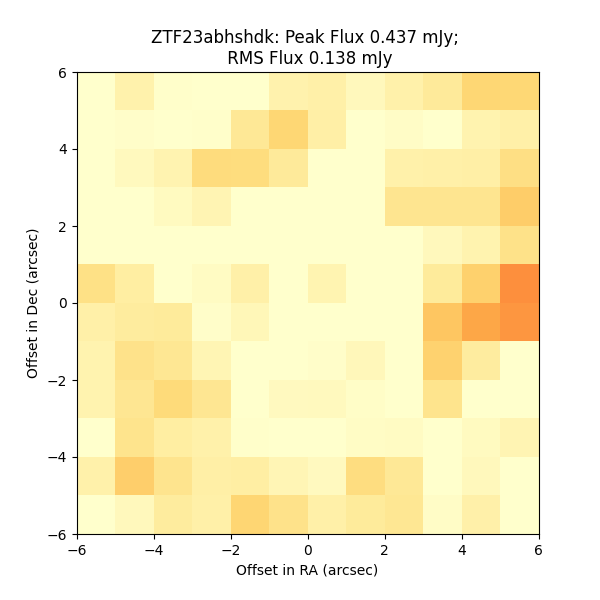 ZTF23abhshdk: Peak Flux 0.437 mJy;
RMS Flux 0.138 mJy
6
4
2
0
−2
−4
−6
Offset in Dec (arcsec)
−6 −4 −2 0 2 4 6
Offset in RA (arcsec)